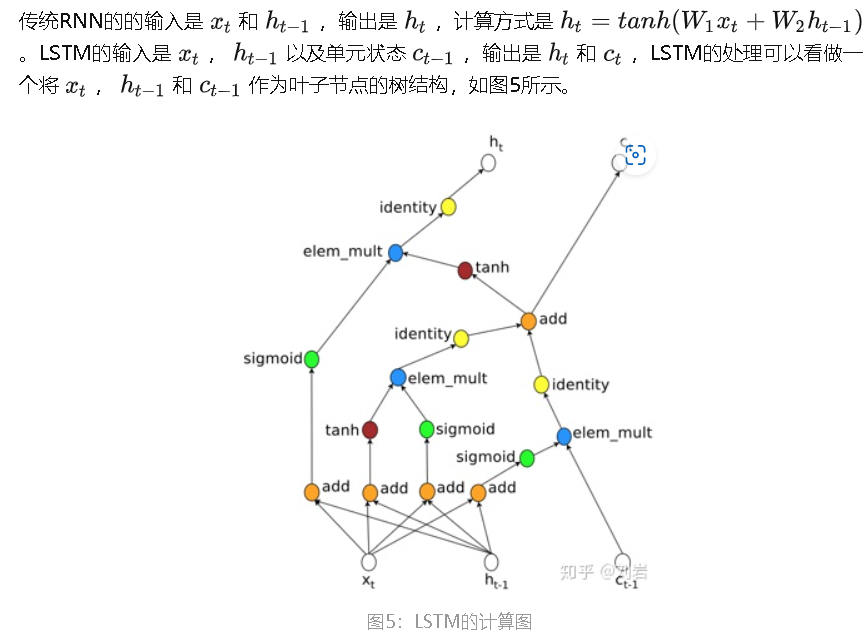 传统RNN的的输入是 x_t 和 h_{t−1} ，输出是 h_t ，计算方式是 h_t = tanh(W_1x_t + W_2h_{t−1})
。LSTM的输入是 x_t ， h_{t−1} 以及单元状态 c_{t−1} ，输出是 h_t 和 c_t ，LSTM的处理可以看做一
个将 x_t ， h_{t−1} 和 c_{t−1} 作为叶子节点的树结构，如图5所示。
h_t
identity
elem_mult
tanh
add
identity
sigmoid
elem_mult
identity
tanh
sigmoid
elem_mult
sigmoid
add
add
add
add
x_t
h_{t-1}
c_{t-1}
知乎
图5：LSTM的计算图